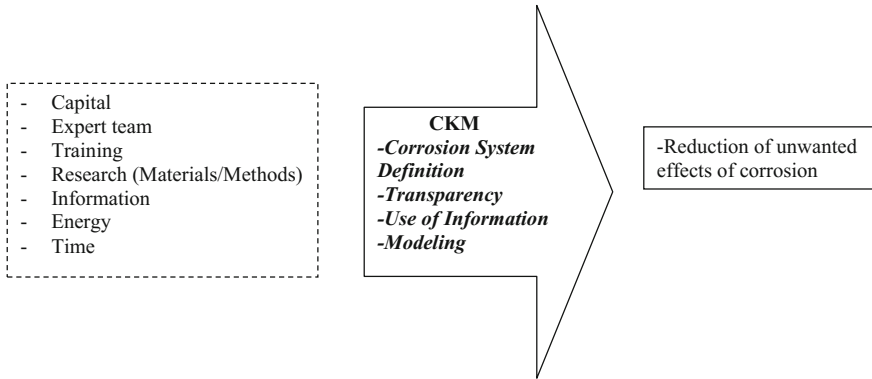 - Capital
- Expert team
- Training
- Research (Materials/Methods)
- Information
- Energy
- Time
CKM
-Corrosion System
Definition
-Transparency
-Use of Information
-Modeling
-Reduction of unwanted
effects of corrosion